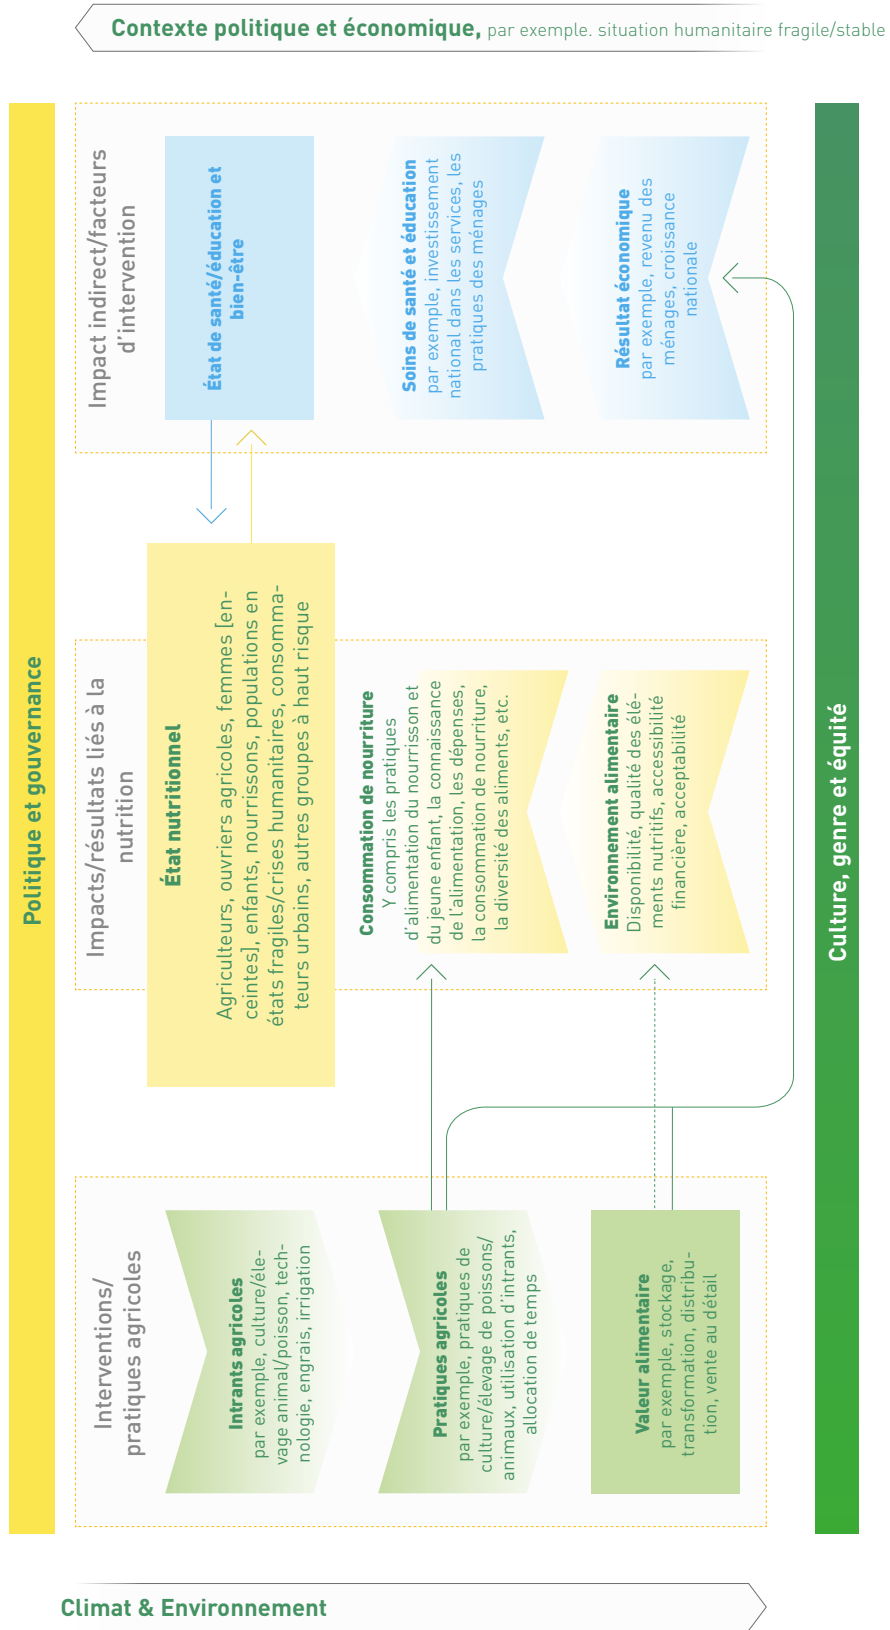 Contexte politique et économique, par exemple. situation humanitaire fragile/stable
Politique et gouvernance
Interventions/
pratiques agricoles
Intrants agricoles
par exemple, culture/éle-
vage animal/poisson, tech-
nologie, engrais, irrigation
Pratiques agricoles
par exemple, pratiques de
culture/élevage de poissons/
animaux, utilisation d’intrants,
allocation de temps
Valeur alimentaire
par exemple, stockage,
transformation, distribu-
tion, vente au détail
Impacts/résultats liés à la
nutrition
État nutritionnel
Agriculteurs, ouvriers agricoles, femmes [en-
ceintes], enfants, nourrissons, populations en
états fragiles/crises humanitaires, consomma-
teurs urbains, autres groupes à haut risque
Consommation de nourriture
Y compris les pratiques
d’alimentation du nourrisson et
du jeune enfant, la connaissance
de l’alimentation, les dépenses,
la consommation de nourriture,
la diversité des aliments, etc.
Environnement alimentaire
Disponibilité, qualité des élé-
ments nutritifs, accessibilité
financière, acceptabilité
Impact indirect/facteurs
d’intervention
État de santé/éducation et
bien-être
Soins de santé et éducation
par exemple, investissement
national dans les services, les
pratiques des ménages
Résultat économique
par exemple, revenu des
ménages, croissance
nationale
Culture, genre et équité
Climat & Environnement